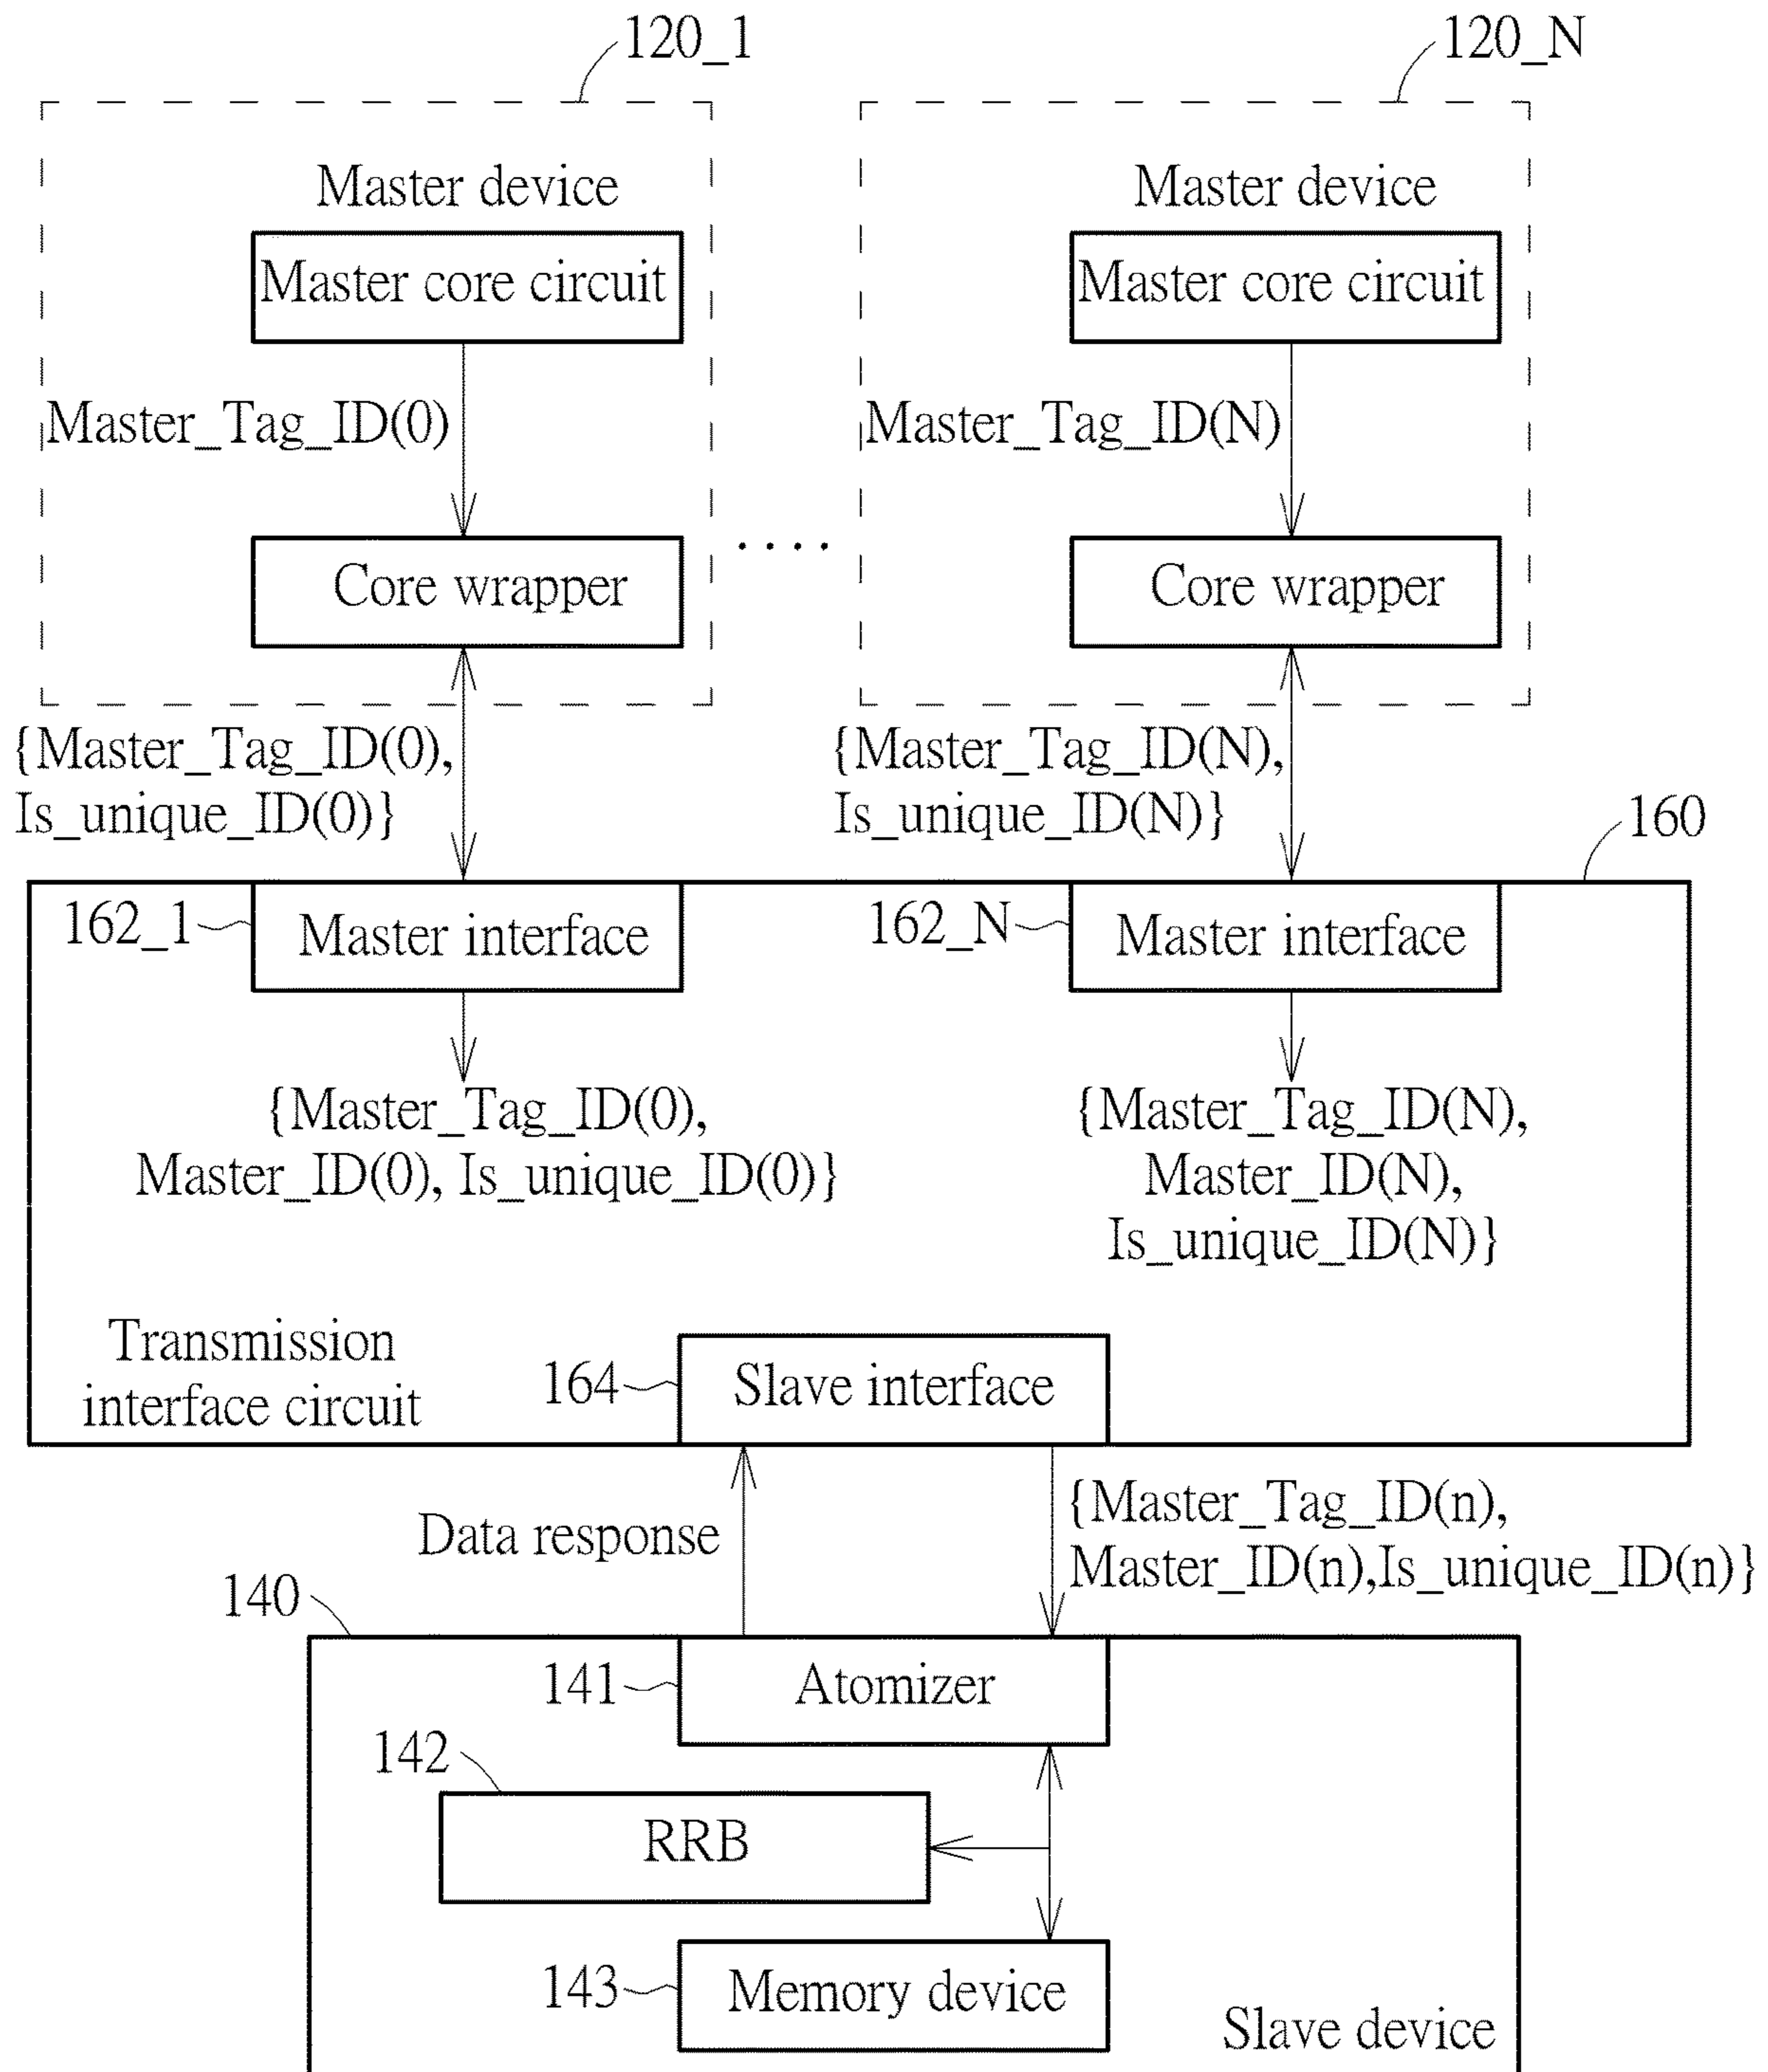 120_1
120_N
Master device
Master device
Master core circuit
Master core circuit
Master_Tag_ID(0)
Master_Tag_ID(N)
Core wrapper
....
Core wrapper
{Master_Tag_ID(0),
Is_unique_ID(0)}
{Master_Tag_ID(N),
Is_unique_ID(N)}
160
162_1
Master interface
162_N
Master interface
{Master_Tag_ID(0),
Master_ID(0), Is_unique_ID(0)}
{Master_Tag_ID(N),
Master_ID(N),
Is_unique_ID(N)}
Transmission
interface circuit
164
Slave interface
Data response
{Master_Tag_ID(n),
Master_ID(n),Is_unique_ID(n)}
140
141
Atomizer
142
RRB
143
Memory device
Slave device